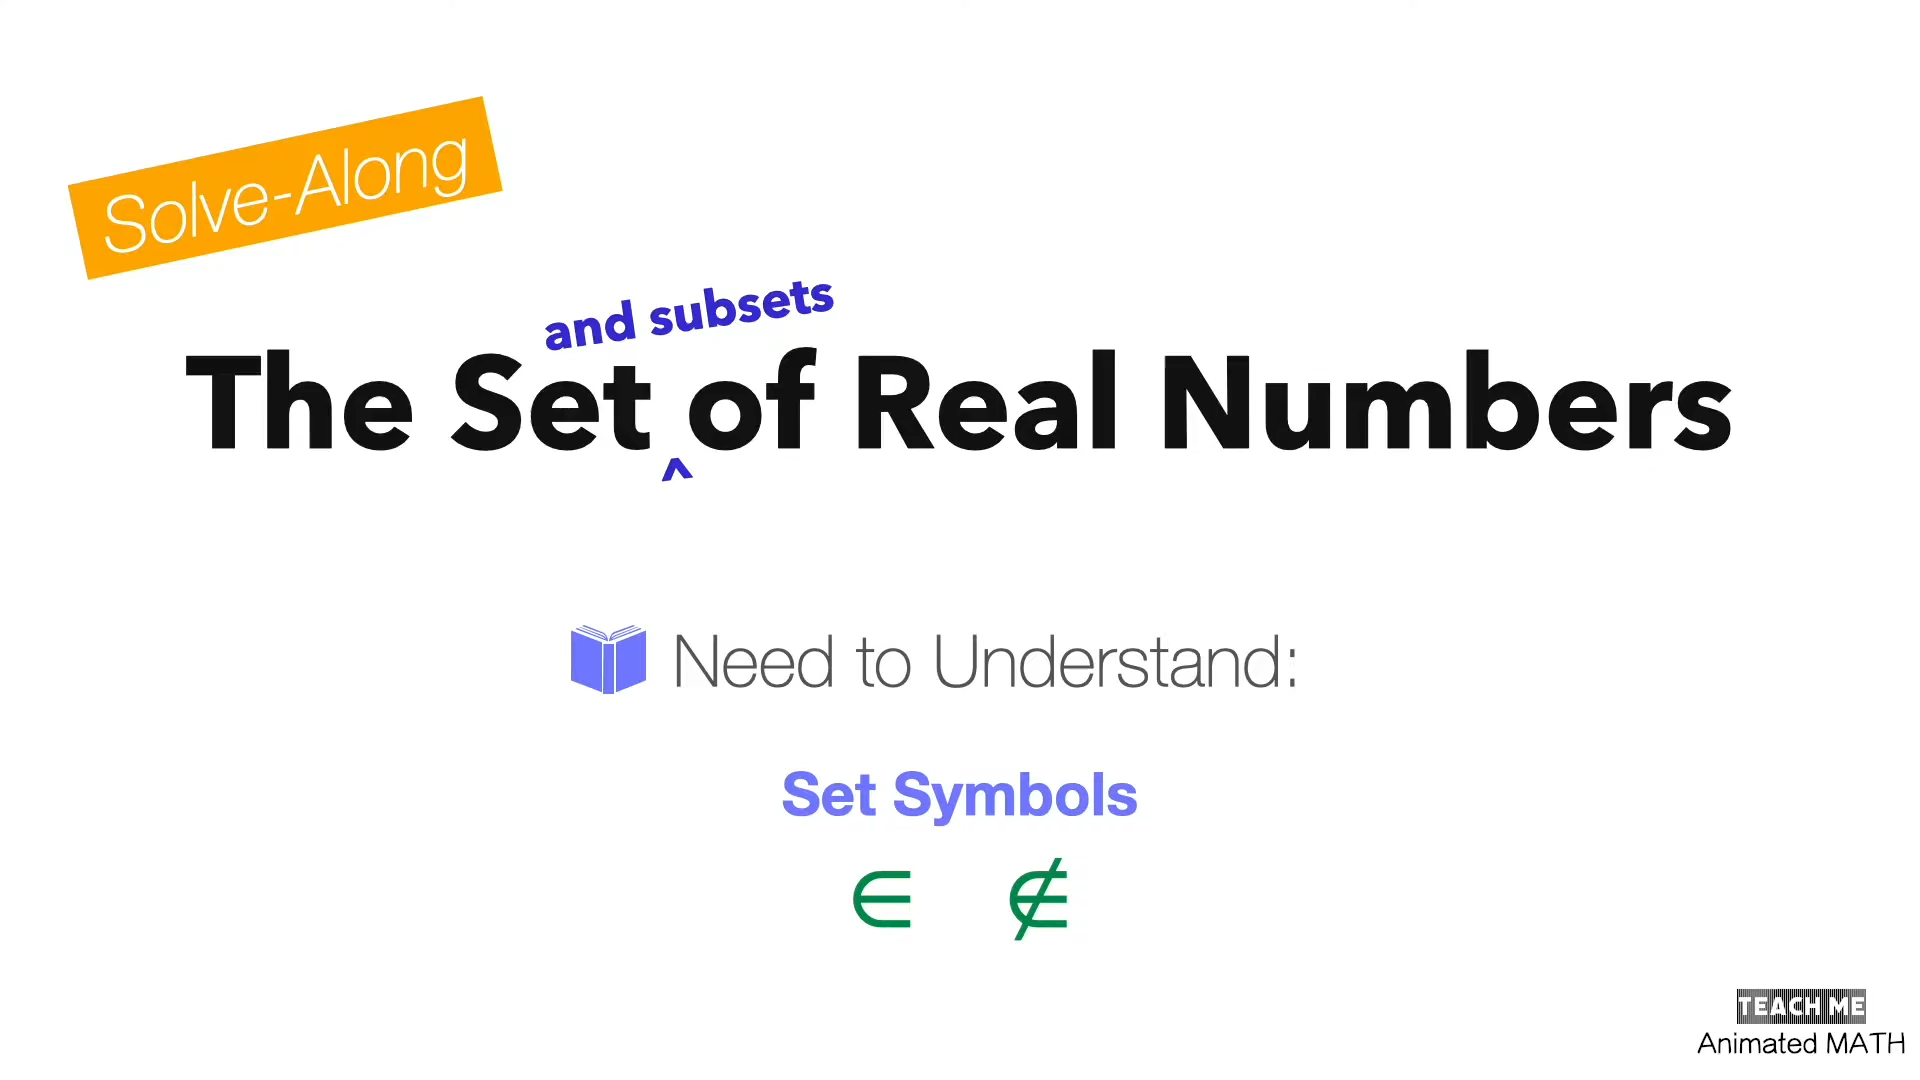 Solve-Along
and subsets
The Set of Real Numbers
^
Need to Understand:
Set Symbols
∈ ∉
TEACH ME
Animated MATH